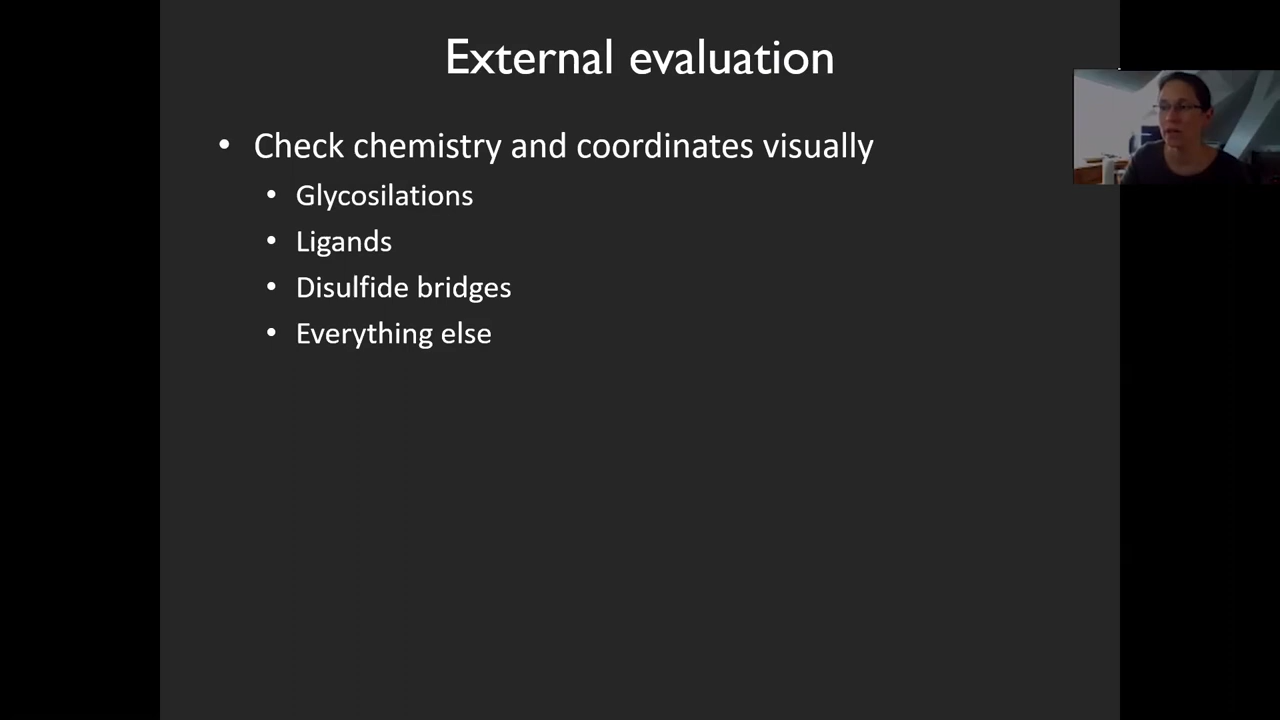 External evaluation
• Check chemistry and coordinates visually
• Glycosilations
• Ligands
• Disulfide bridges
• Everything else